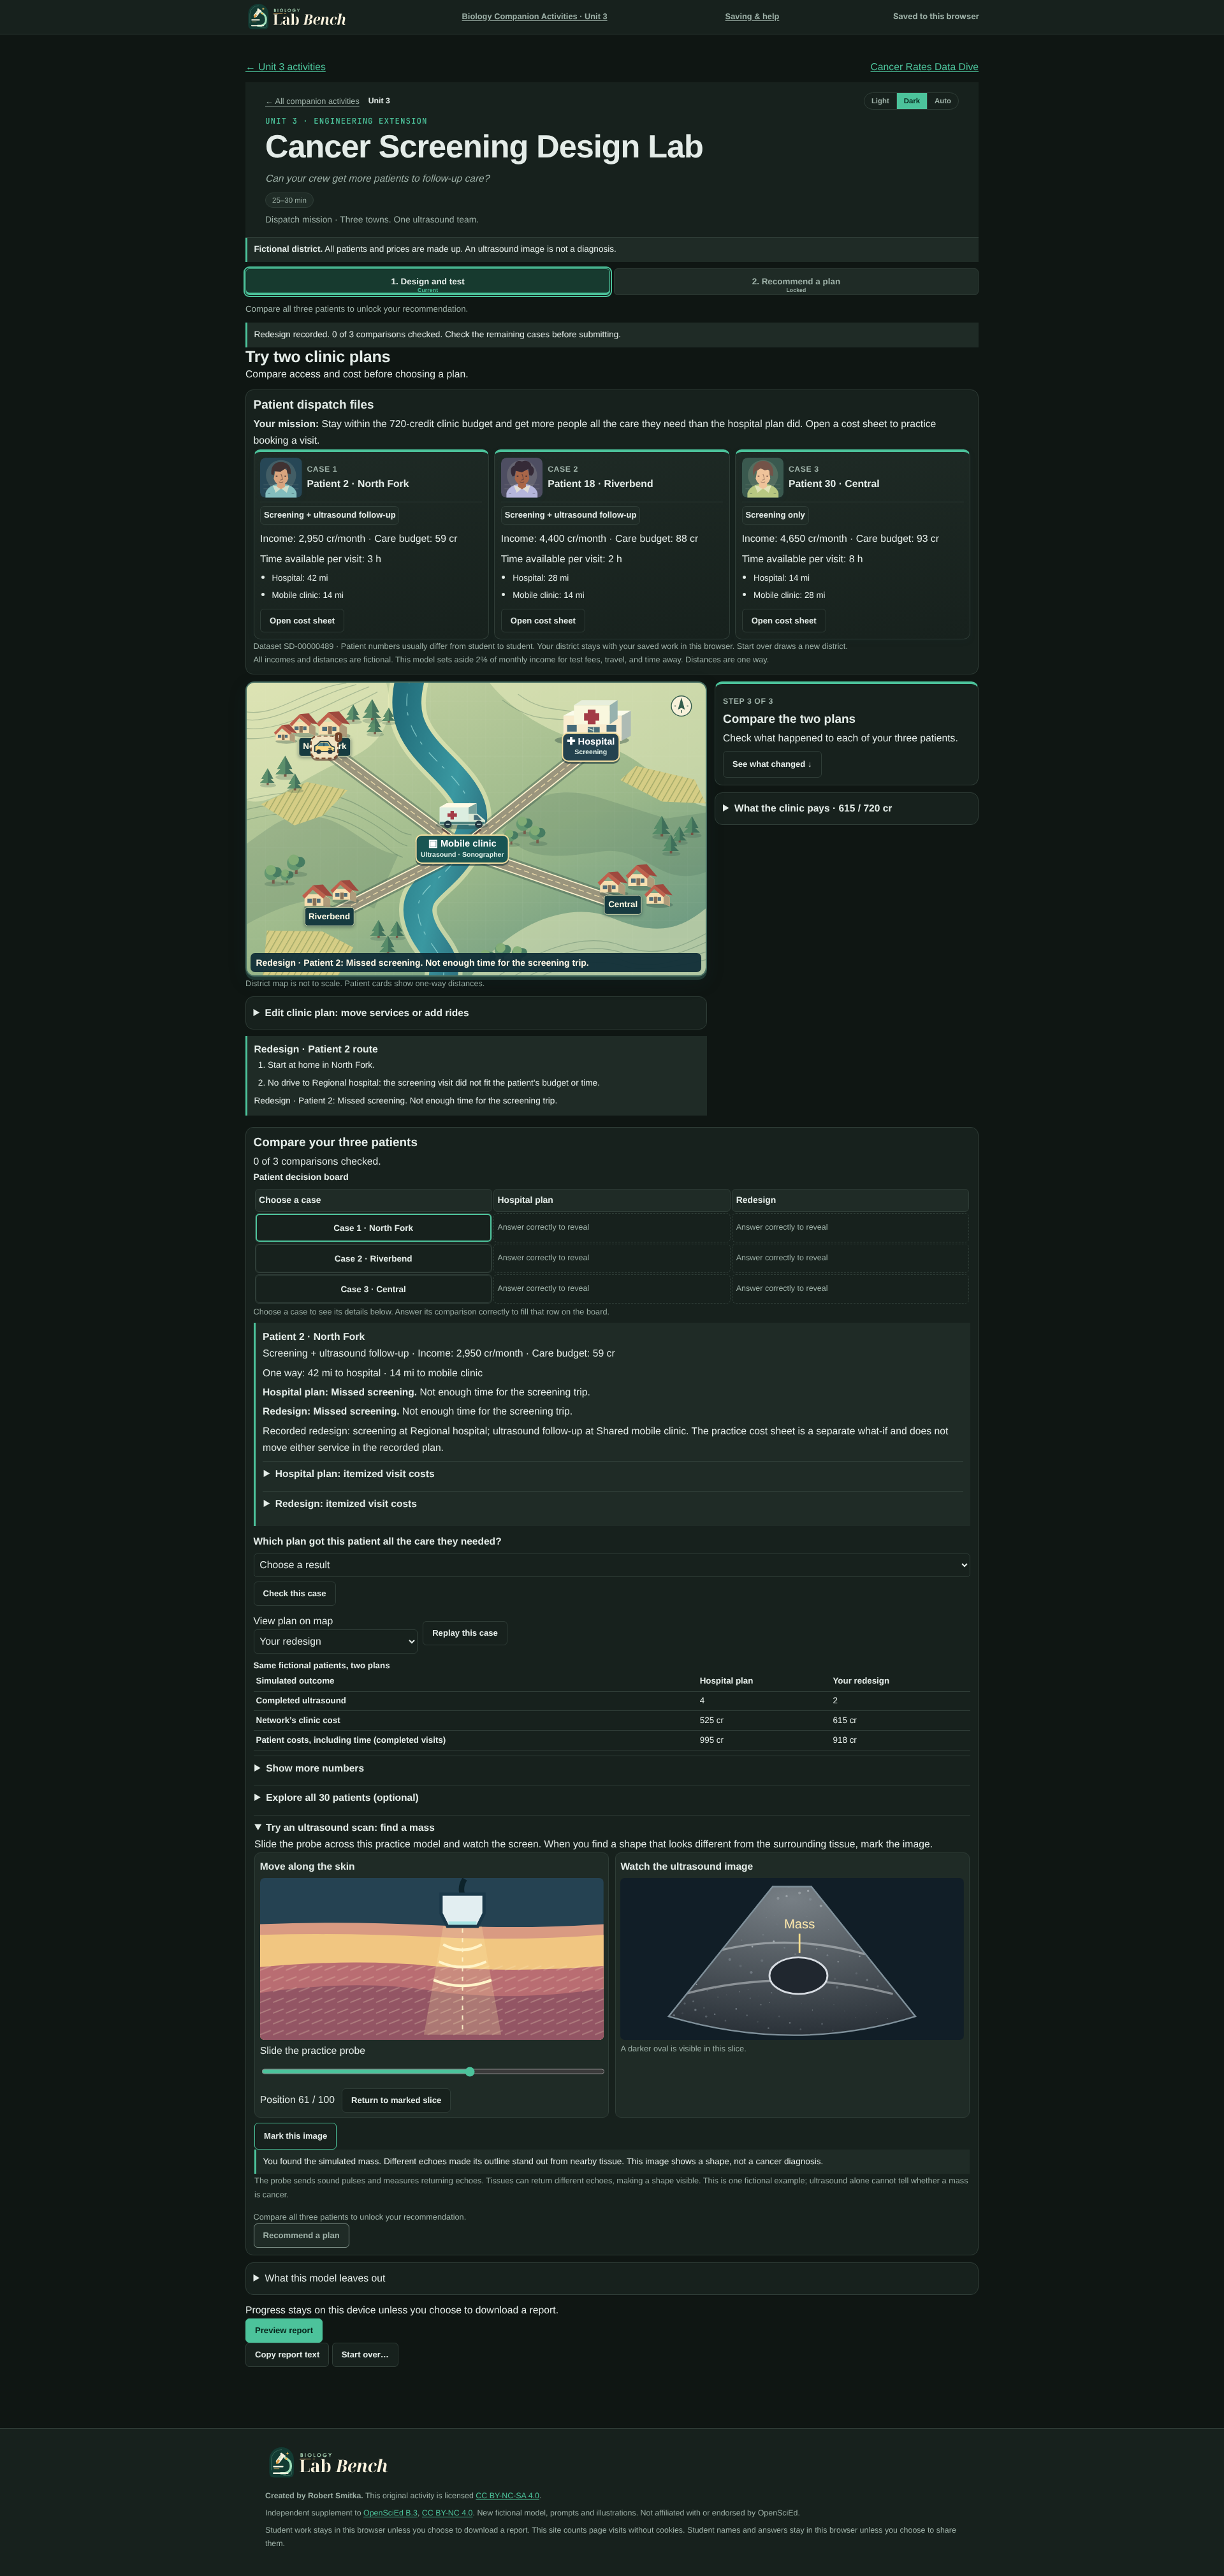 BIOLOGY
Lab Bench
Biology Companion Activities · Unit 3
Saving & help
Saved to this browser
← Unit 3 activities
Cancer Rates Data Dive
← All companion activities
Unit 3
Light
Dark
Auto
UNIT 3 · ENGINEERING EXTENSION
Cancer Screening Design Lab
Can your crew get more patients to follow-up care?
25–30 min
Dispatch mission · Three towns. One ultrasound team.
Fictional district. All patients and prices are made up. An ultrasound image is not a diagnosis.
1. Design and test
Current
2. Recommend a plan
Locked
Compare all three patients to unlock your recommendation.
Redesign recorded. 0 of 3 comparisons checked. Check the remaining cases before submitting.
Try two clinic plans
Compare access and cost before choosing a plan.
Patient dispatch files
Your mission: Stay within the 720-credit clinic budget and get more people all the care they need than the hospital plan did. Open a cost sheet to practice
booking a visit.
CASE 1
Patient 2 · North Fork
Screening + ultrasound follow-up
Income: 2,950 cr/month · Care budget: 59 cr
Time available per visit: 3 h
Hospital: 42 mi
Mobile clinic: 14 mi
Open cost sheet
CASE 2
Patient 18 · Riverbend
Screening + ultrasound follow-up
Income: 4,400 cr/month · Care budget: 88 cr
Time available per visit: 2 h
Hospital: 28 mi
Mobile clinic: 14 mi
Open cost sheet
CASE 3
Patient 30 · Central
Screening only
Income: 4,650 cr/month · Care budget: 93 cr
Time available per visit: 8 h
Hospital: 14 mi
Mobile clinic: 28 mi
Open cost sheet
Dataset SD-00000489 · Patient numbers usually differ from student to student. Your district stays with your saved work in this browser. Start over draws a new district.
All incomes and distances are fictional. This model sets aside 2% of monthly income for test fees, travel, and time away. Distances are one way.
Hospital
Screening
Mobile clinic
Ultrasound · Sonographer
Riverbend
Central
Redesign · Patient 2: Missed screening. Not enough time for the screening trip.
District map is not to scale. Patient cards show one-way distances.
STEP 3 OF 3
Compare the two plans
Check what happened to each of your three patients.
See what changed ↓
What the clinic pays · 615 / 720 cr
Edit clinic plan: move services or add rides
Redesign · Patient 2 route
1. Start at home in North Fork.
2. No drive to Regional hospital: the screening visit did not fit the patient's budget or time.
Redesign · Patient 2: Missed screening. Not enough time for the screening trip.
Compare your three patients
0 of 3 comparisons checked.
Patient decision board
Choose a case
Hospital plan
Redesign
Case 1 · North Fork
Answer correctly to reveal
Answer correctly to reveal
Case 2 · Riverbend
Answer correctly to reveal
Answer correctly to reveal
Case 3 · Central
Answer correctly to reveal
Answer correctly to reveal
Choose a case to see its details below. Answer its comparison correctly to fill that row on the board.
Patient 2 · North Fork
Screening + ultrasound follow-up · Income: 2,950 cr/month · Care budget: 59 cr
One way: 42 mi to hospital · 14 mi to mobile clinic
Hospital plan: Missed screening. Not enough time for the screening trip.
Redesign: Missed screening. Not enough time for the screening trip.
Recorded redesign: screening at Regional hospital; ultrasound follow-up at Shared mobile clinic. The practice cost sheet is a separate what-if and does not
move either service in the recorded plan.
Hospital plan: itemized visit costs
Redesign: itemized visit costs
Which plan got this patient all the care they needed?
Choose a result
Check this case
View plan on map
Your redesign
Replay this case
Same fictional patients, two plans
Simulated outcome
Hospital plan
Your redesign
Completed ultrasound
4
2
Network's clinic cost
525 cr
615 cr
Patient costs, including time (completed visits)
995 cr
918 cr
Show more numbers
Explore all 30 patients (optional)
Try an ultrasound scan: find a mass
Slide the probe across this practice model and watch the screen. When you find a shape that looks different from the surrounding tissue, mark the image.
Move along the skin
Slide the practice probe
Position 61 / 100
Return to marked slice
Watch the ultrasound image
Mass
A darker oval is visible in this slice.
Mark this image
You found the simulated mass. Different echoes made its outline stand out from nearby tissue. This image shows a shape, not a cancer diagnosis.
The probe sends sound pulses and measures returning echoes. Tissues can return different echoes, making a shape visible. This is one fictional example; ultrasound alone cannot tell whether a mass
is cancer.
Compare all three patients to unlock your recommendation.
Recommend a plan
What this model leaves out
Progress stays on this device unless you choose to download a report.
Preview report
Copy report text
Start over...
BIOLOGY
Lab Bench
Created by Robert Smitka. This original activity is licensed CC BY-NC-SA 4.0.
Independent supplement to OpenSciEd B.3, CC BY-NC 4.0. New fictional model, prompts and illustrations. Not affiliated with or endorsed by OpenSciEd.
Student work stays in this browser unless you choose to download a report. This site counts page visits without cookies. Student names and answers stay in this browser unless you choose to share
them.